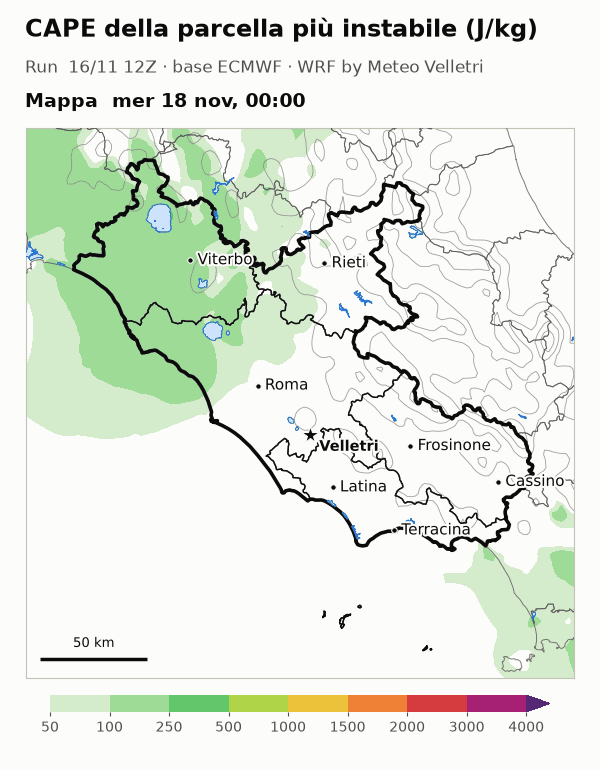 CAPE della parcella più instabile (J/kg)
Run 16/11 12Z · base ECMWF · WRF by Meteo Velletri
Mappa mer 18 nov, 00:00
Viterbo
Rieti
Roma
Velletri
Frosinone
Cassino
Latina
Terracina
50 km
50 100 250 500 1000 1500 2000 3000 4000